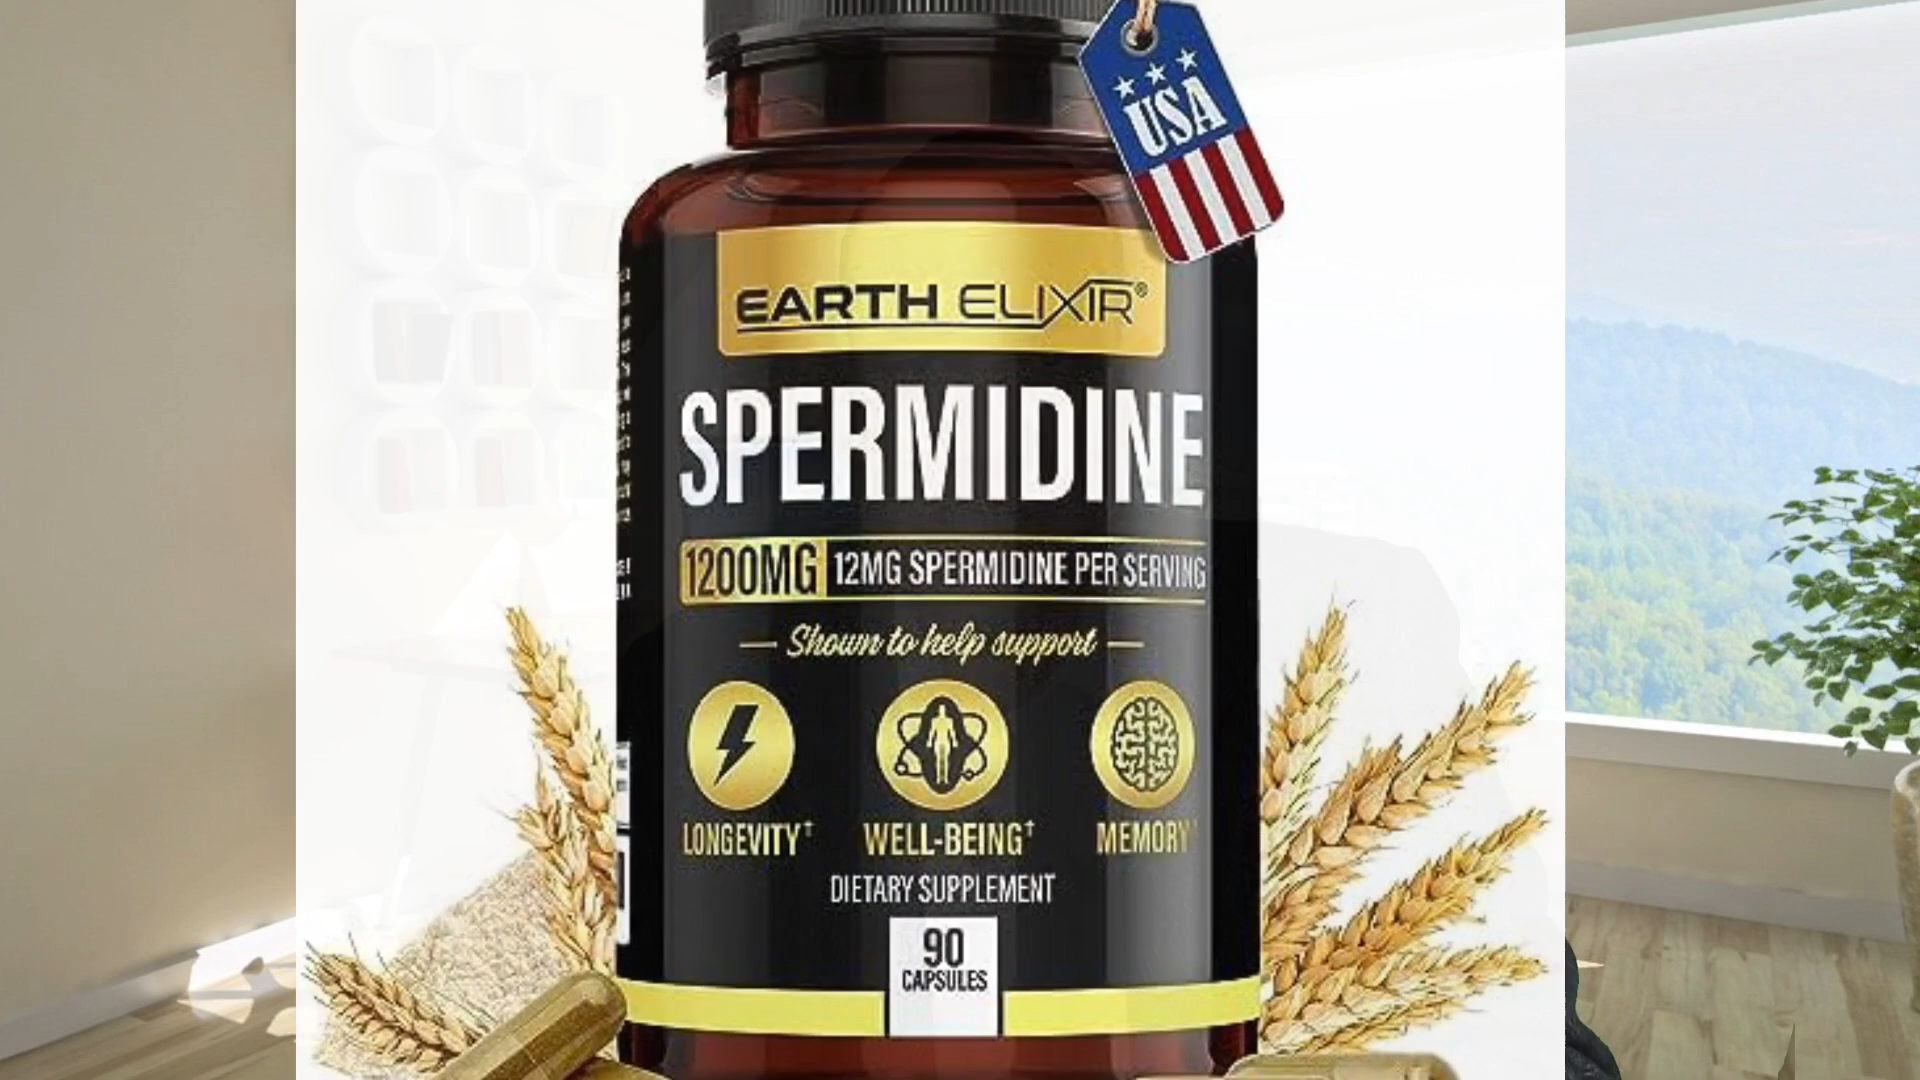 USA
EARTH ELIXIR®
SPERMIDINE
1200MG 12MG SPERMIDINE PER SERVING
Shown to help support
LONGEVITY† WELL-BEING† MEMORY†
DIETARY SUPPLEMENT
90
CAPSULES